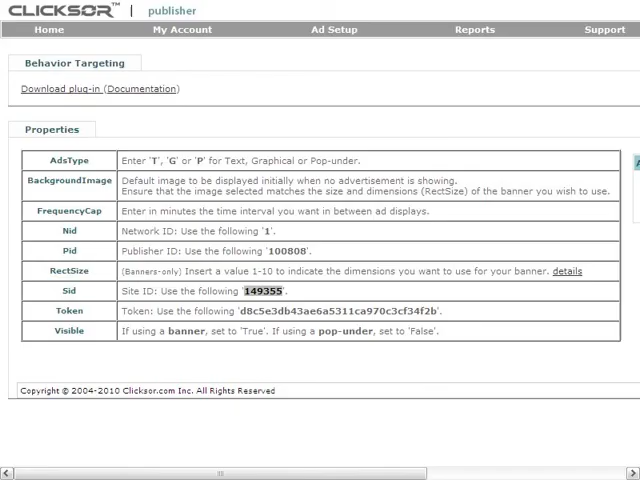 CLICKSOR™ | publisher
Home My Account Ad Setup Reports Support
Behavior Targeting
Download plug-in (Documentation)
Properties
AdsType Enter 'T', 'G' or 'P' for Text, Graphical or Pop-under.
BackgroundImage Default image to be displayed initially when no advertisement is showing.
Ensure that the image selected matches the size and dimensions (RectSize) of the banner you wish to use.
FrequencyCap Enter in minutes the time interval you want in between ad displays.
Nid Network ID: Use the following '1'.
Pid Publisher ID: Use the following '100808'.
RectSize (Banners-only) Insert a value 1-10 to indicate the dimensions you want to use for your banner. details
Sid Site ID: Use the following '149355'.
Token Token: Use the following 'd8c5e3db43ae6a5311ca970c3cf34f2b'.
Visible If using a banner, set to 'True'. If using a pop-under, set to 'False'.
Copyright © 2004-2010 Clicksor.com Inc. All Rights Reserved